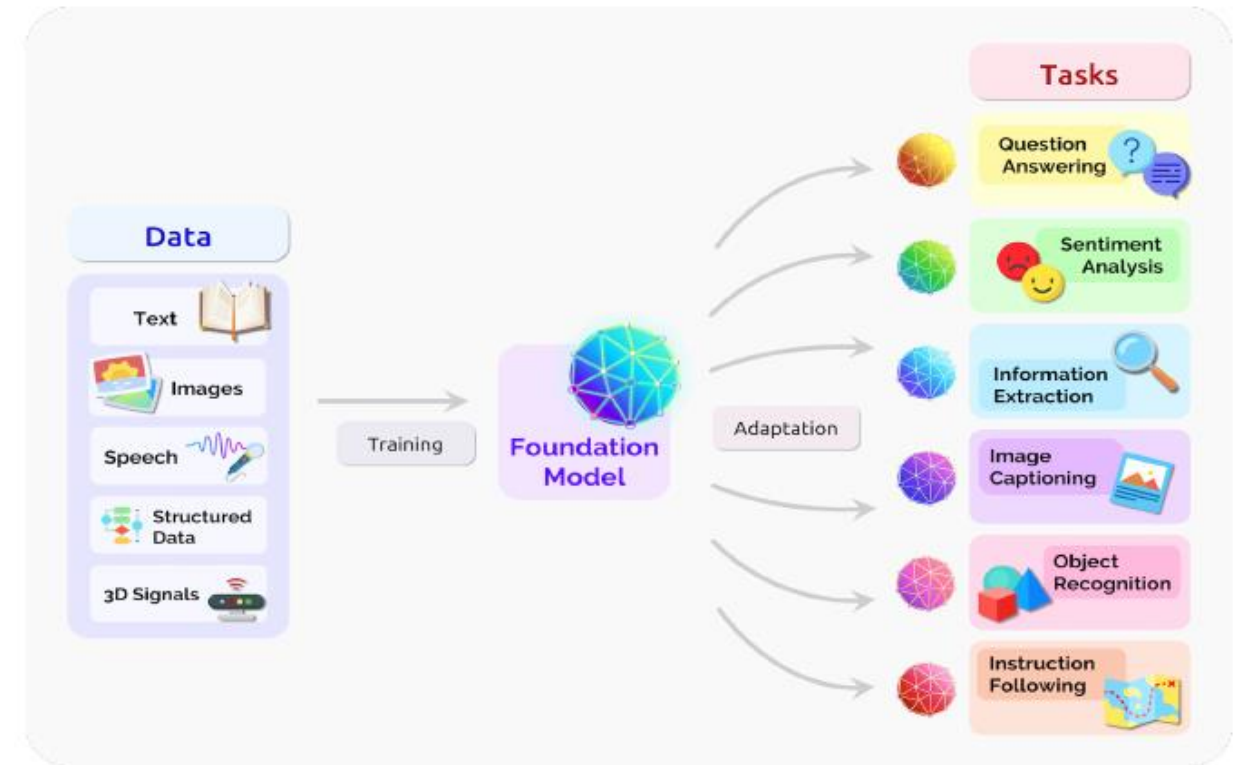 Data
Text
Images
Speech
Structured
Data
3D Signals
Training
Foundation
Model
Adaptation
Tasks
Question
Answering
?
Sentiment
Analysis
Information
Extraction
Image
Captioning
Object
Recognition
Instruction
Following